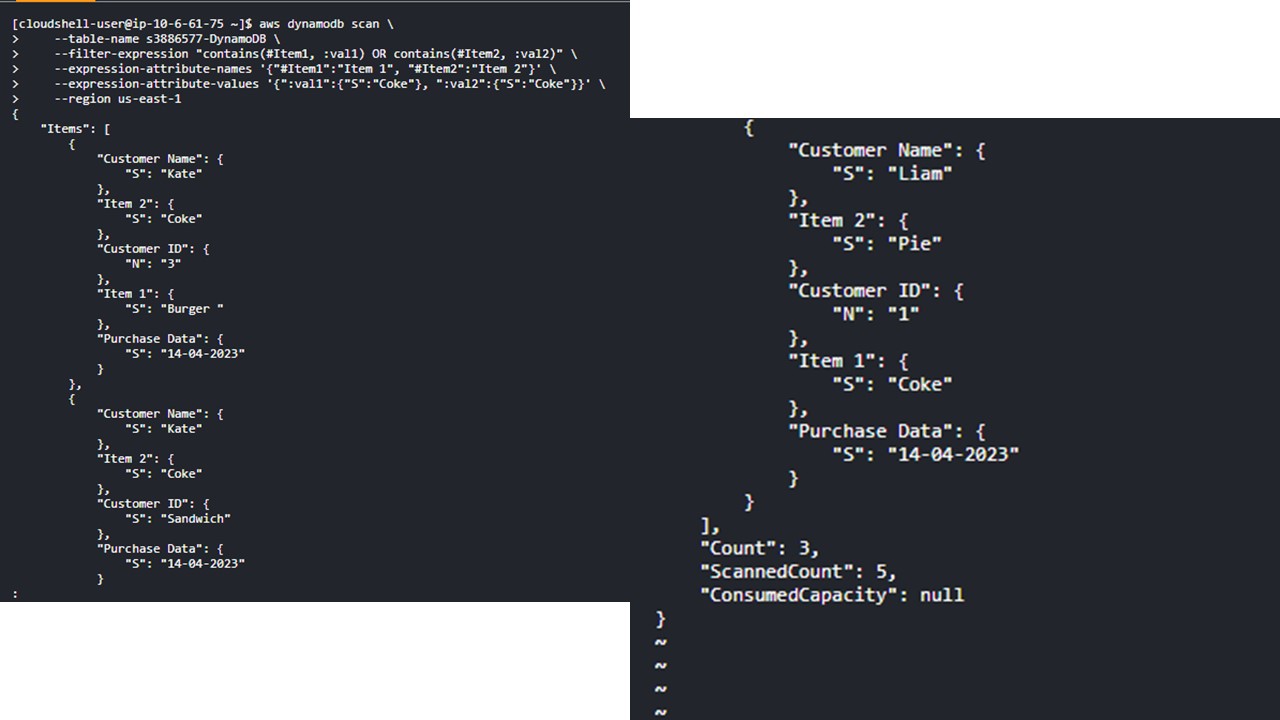 [cloudshell-user@ip-10-6-61-75 ~]$ aws dynamodb scan \
>     --table-name s3886577-DynamoDB \
>     --filter-expression "contains(#Item1, :val1) OR contains(#Item2, :val2)" \
>     --expression-attribute-names '{"#Item1":"Item 1", "#Item2":"Item 2"}' \
>     --expression-attribute-values '{":val1":{"S":"Coke"}, ":val2":{"S":"Coke"}}' \
>     --region us-east-1
{
    "Items": [
        {
            "Customer Name": {
                "S": "Kate"
            },
            "Item 2": {
                "S": "Coke"
            },
            "Customer ID": {
                "N": "3"
            },
            "Item 1": {
                "S": "Burger "
            },
            "Purchase Data": {
                "S": "14-04-2023"
            }
        },
        {
            "Customer Name": {
                "S": "Kate"
            },
            "Item 2": {
                "S": "Coke"
            },
            "Customer ID": {
                "S": "Sandwich"
            },
            "Purchase Data": {
                "S": "14-04-2023"
            }
:
        {
            "Customer Name": {
                "S": "Liam"
            },
            "Item 2": {
                "S": "Pie"
            },
            "Customer ID": {
                "N": "1"
            },
            "Item 1": {
                "S": "Coke"
            },
            "Purchase Data": {
                "S": "14-04-2023"
            }
        }
    ],
    "Count": 3,
    "ScannedCount": 5,
    "ConsumedCapacity": null
}
~
~
~
~